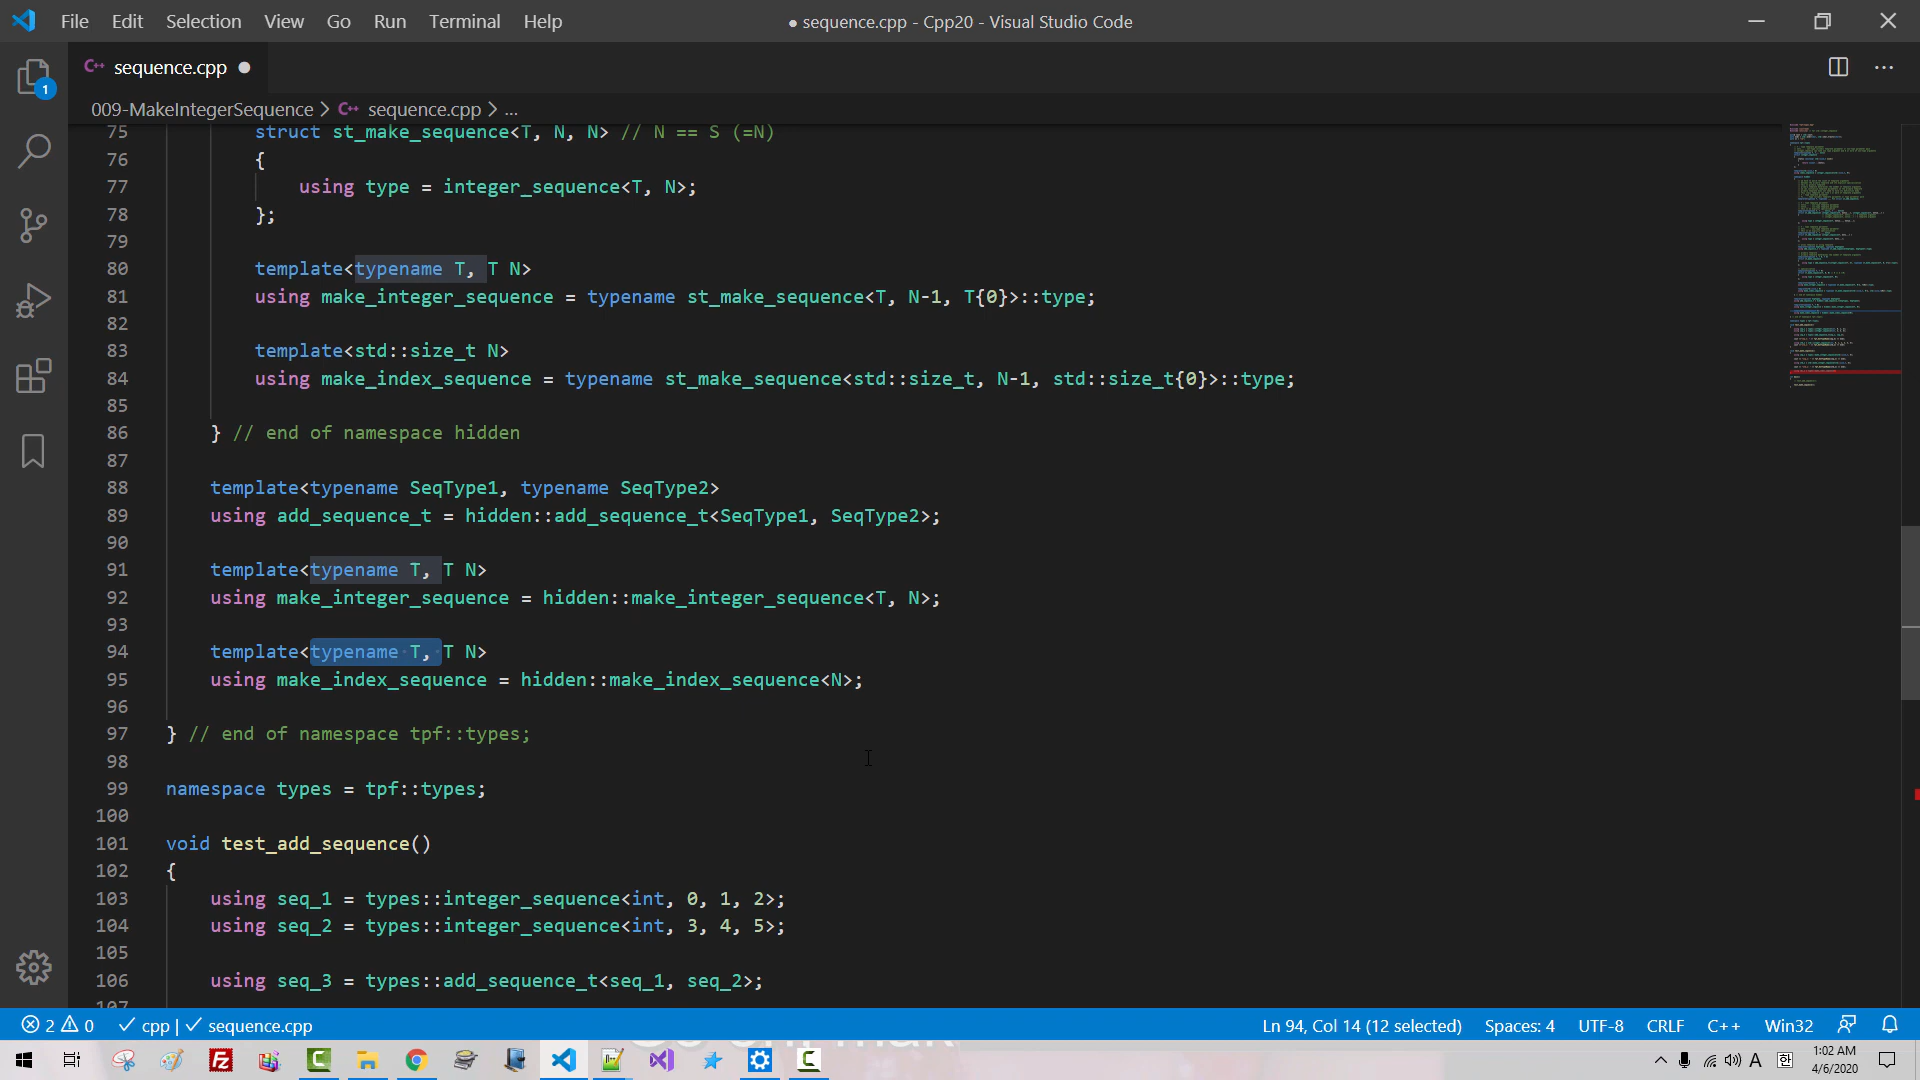 File Edit Selection View Go Run Terminal Help
● sequence.cpp - Cpp20 - Visual Studio Code
C++ sequence.cpp ●
009-MakeIntegerSequence > C++ sequence.cpp > ...
75 struct st_make_sequence<T, N, N> // N == S (=N)
76 {
77 using type = integer_sequence<T, N>;
78 };
79
80 template<typename T, T N>
81 using make_integer_sequence = typename st_make_sequence<T, N-1, T{0}>::type;
82
83 template<std::size_t N>
84 using make_index_sequence = typename st_make_sequence<std::size_t, N-1, std::size_t{0}>::type;
85
86 } // end of namespace hidden
87
88 template<typename SeqType1, typename SeqType2>
89 using add_sequence_t = hidden::add_sequence_t<SeqType1, SeqType2>;
90
91 template<typename T, T N>
92 using make_integer_sequence = hidden::make_integer_sequence<T, N>;
93
94 template<typename T, T N>
95 using make_index_sequence = hidden::make_index_sequence<N>;
96
97 } // end of namespace tpf::types;
98
99 namespace types = tpf::types;
100
101 void test_add_sequence()
102 {
103 using seq_1 = types::integer_sequence<int, 0, 1, 2>;
104 using seq_2 = types::integer_sequence<int, 3, 4, 5>;
105
106 using seq_3 = types::add_sequence_t<seq_1, seq_2>;
107
1
2 0 cpp | sequence.cpp
Ln 94, Col 14 (12 selected) Spaces: 4 UTF-8 CRLF C++ Win32
A 한 1:02 AM
4/6/2020